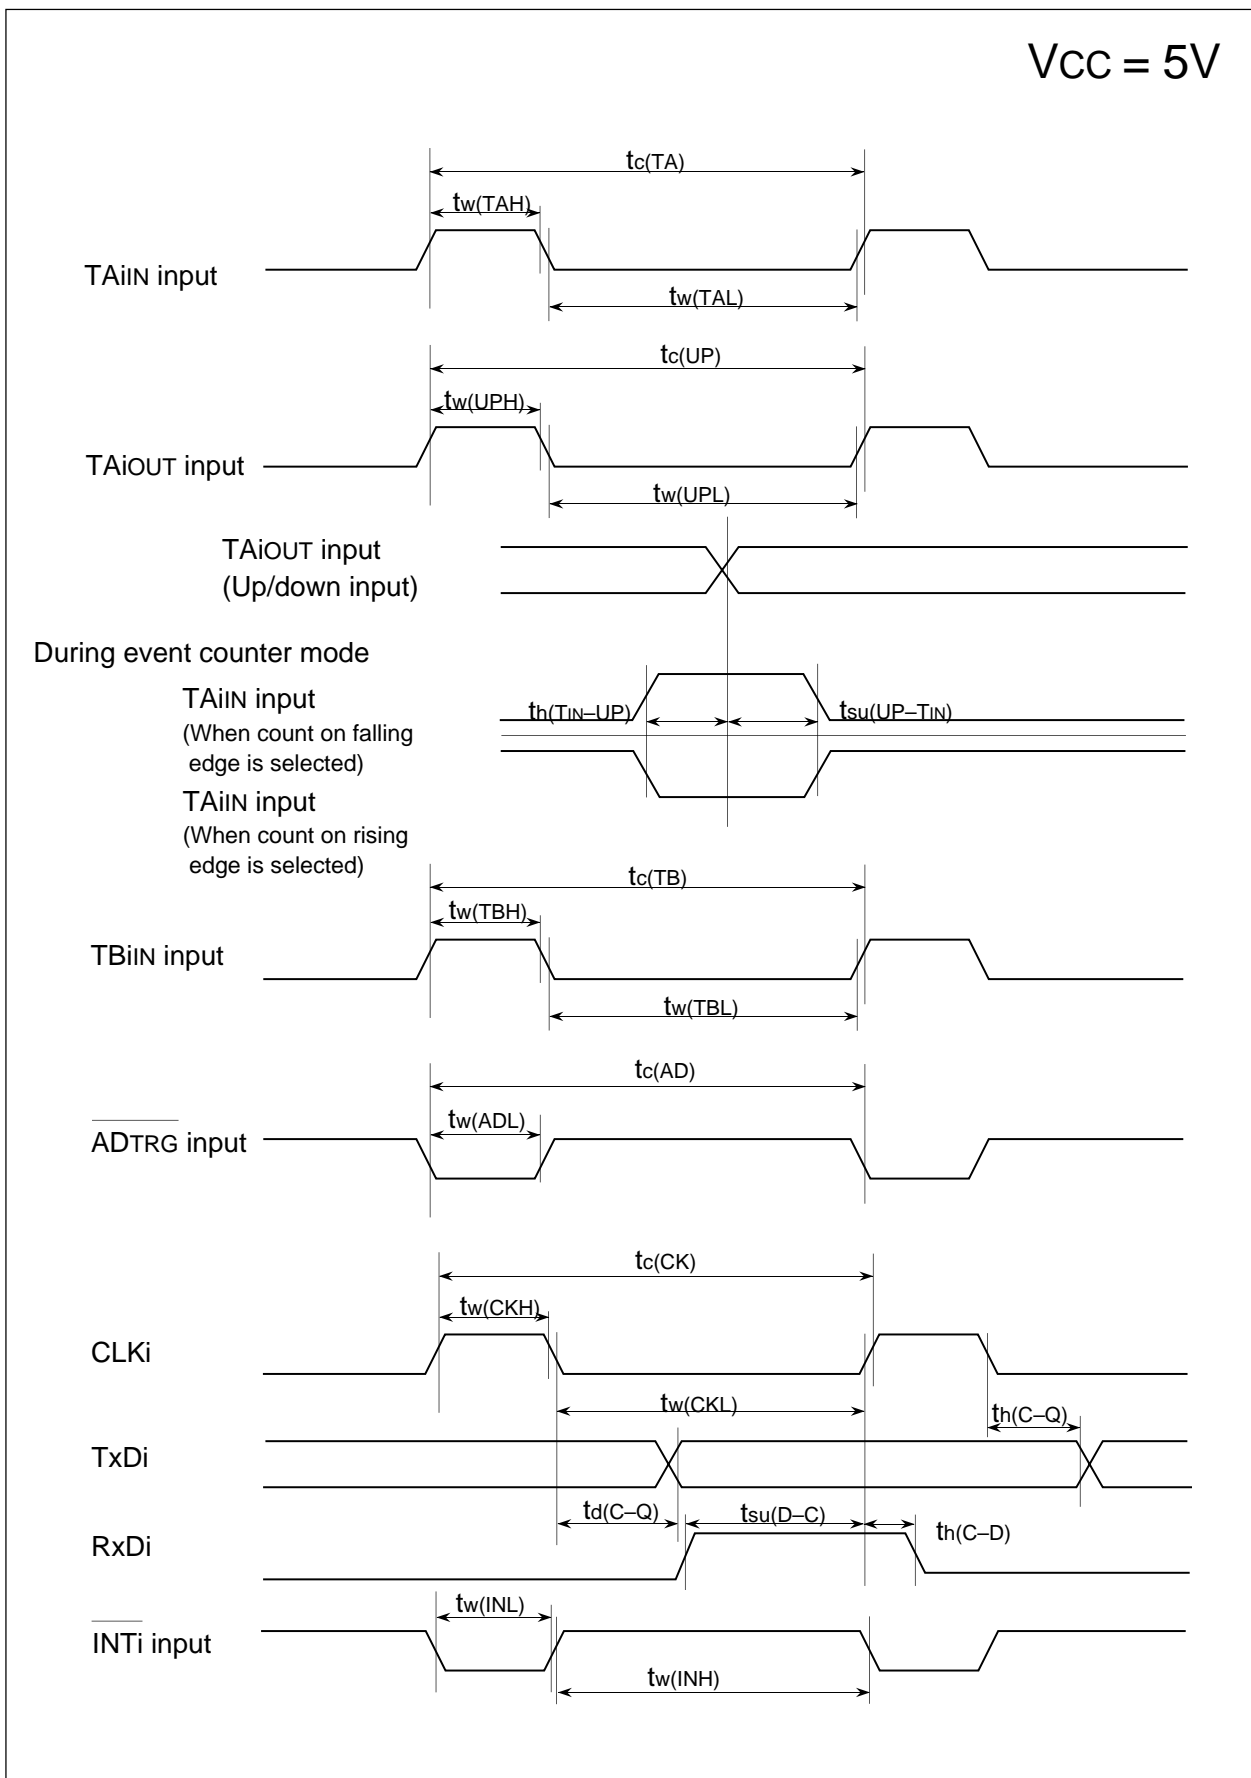 VCC = 5V
tc(TA)
tw(TAH)
TAiIN input
tw(TAL)
tc(UP)
tw(UPH)
TAiOUT input
tw(UPL)
TAiOUT input
(Up/down input)
During event counter mode
TAiIN input
(When count on falling
edge is selected)
th(TIN–UP)
tsu(UP–TIN)
TAiIN input
(When count on rising
edge is selected)
tc(TB)
tw(TBH)
TBiIN input
tw(TBL)
tc(AD)
tw(ADL)
ADTRG input
tc(CK)
tw(CKH)
CLKi
tw(CKL)
th(C–Q)
TxDi
td(C–Q)
tsu(D–C)
th(C–D)
RxDi
tw(INL)
INTi input
tw(INH)